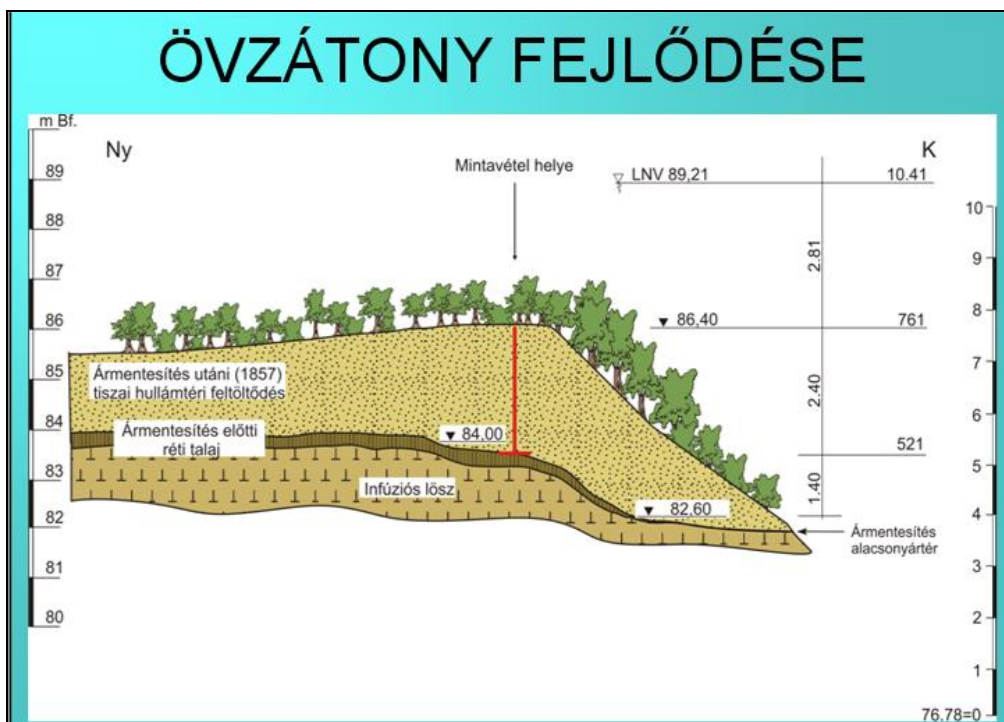 ÖVZÁTONY FEJLŐDÉSE
m Bf.
Ny
K
Mintavétel helye
LNV 89,21
10.41
89
88
87
86
85
84
83
82
81
80
2.81
86,40
761
2.40
Ármentesítés utáni (1857)
tiszai hullámtéri feltöltődés
Ármentesítés előtti
réti talaj
84,00
521
Infúziós lösz
1.40
82,60
Ármentesítés
alacsonyártér
10
9
8
7
6
5
4
3
2
1
76.78=0